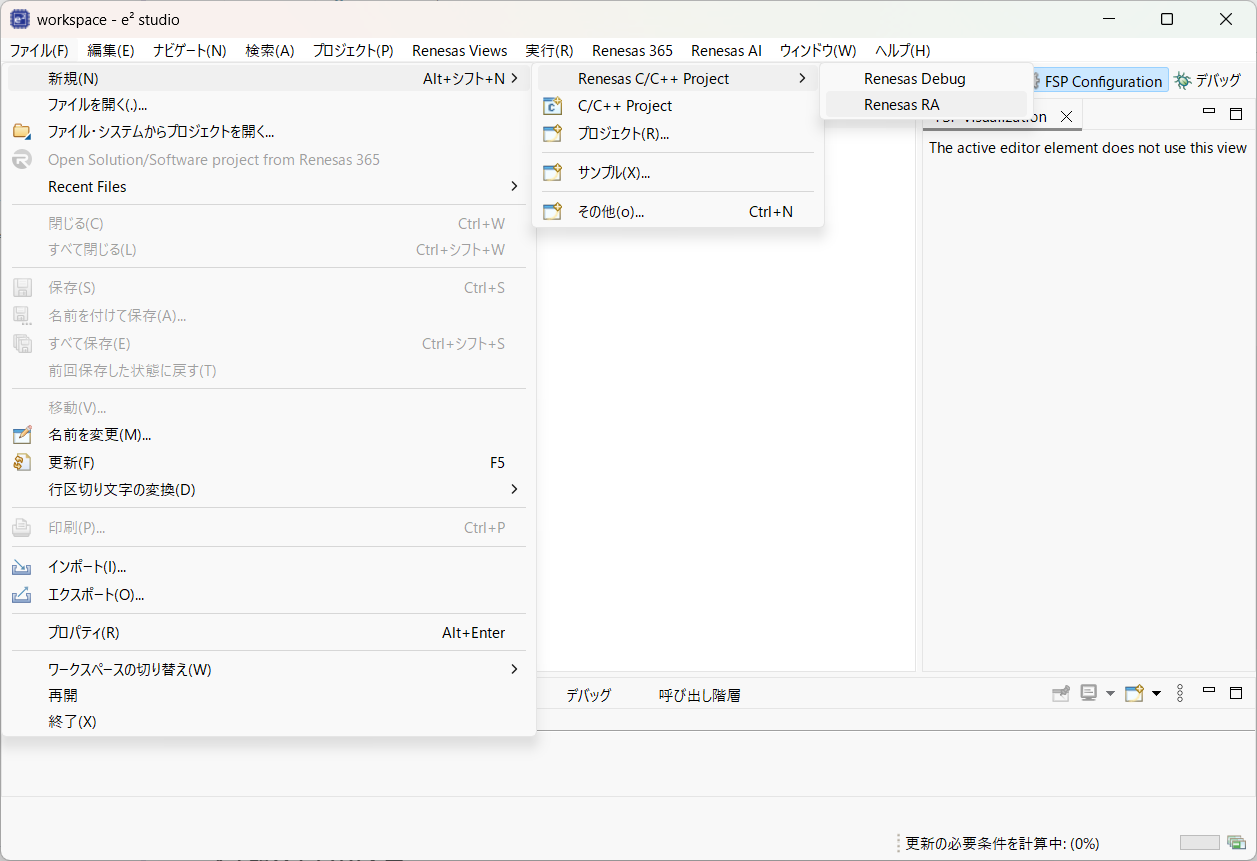 workspace - e² studio
ファイル(F) 編集(E) ナビゲート(N) 検索(A) プロジェクト(P) Renesas Views 実行(R) Renesas 365 Renesas AI ウィンドウ(W) ヘルプ(H)
新規(N) Alt+シフト+N
ファイルを開く(.)...
ファイル・システムからプロジェクトを開く...
Open Solution/Software project from Renesas 365
Recent Files
閉じる(C) Ctrl+W
すべて閉じる(L) Ctrl+シフト+W
保存(S) Ctrl+S
名前を付けて保存(A)...
すべて保存(E) Ctrl+シフト+S
前回保存した状態に戻す(T)
移動(V)...
名前を変更(M)...
更新(F) F5
行区切り文字の変換(D)
印刷(P)... Ctrl+P
インポート(I)...
エクスポート(O)...
プロパティ(R) Alt+Enter
ワークスペースの切り替え(W)
再開
終了(X)
Renesas C/C++ Project
C/C++ Project
プロジェクト(R)...
サンプル(X)...
その他(o)... Ctrl+N
Renesas Debug
Renesas RA
FSP Configuration デバッグ
FSP Visualization
The active editor element does not use this view
デバッグ 呼び出し階層
更新の必要条件を計算中: (0%)